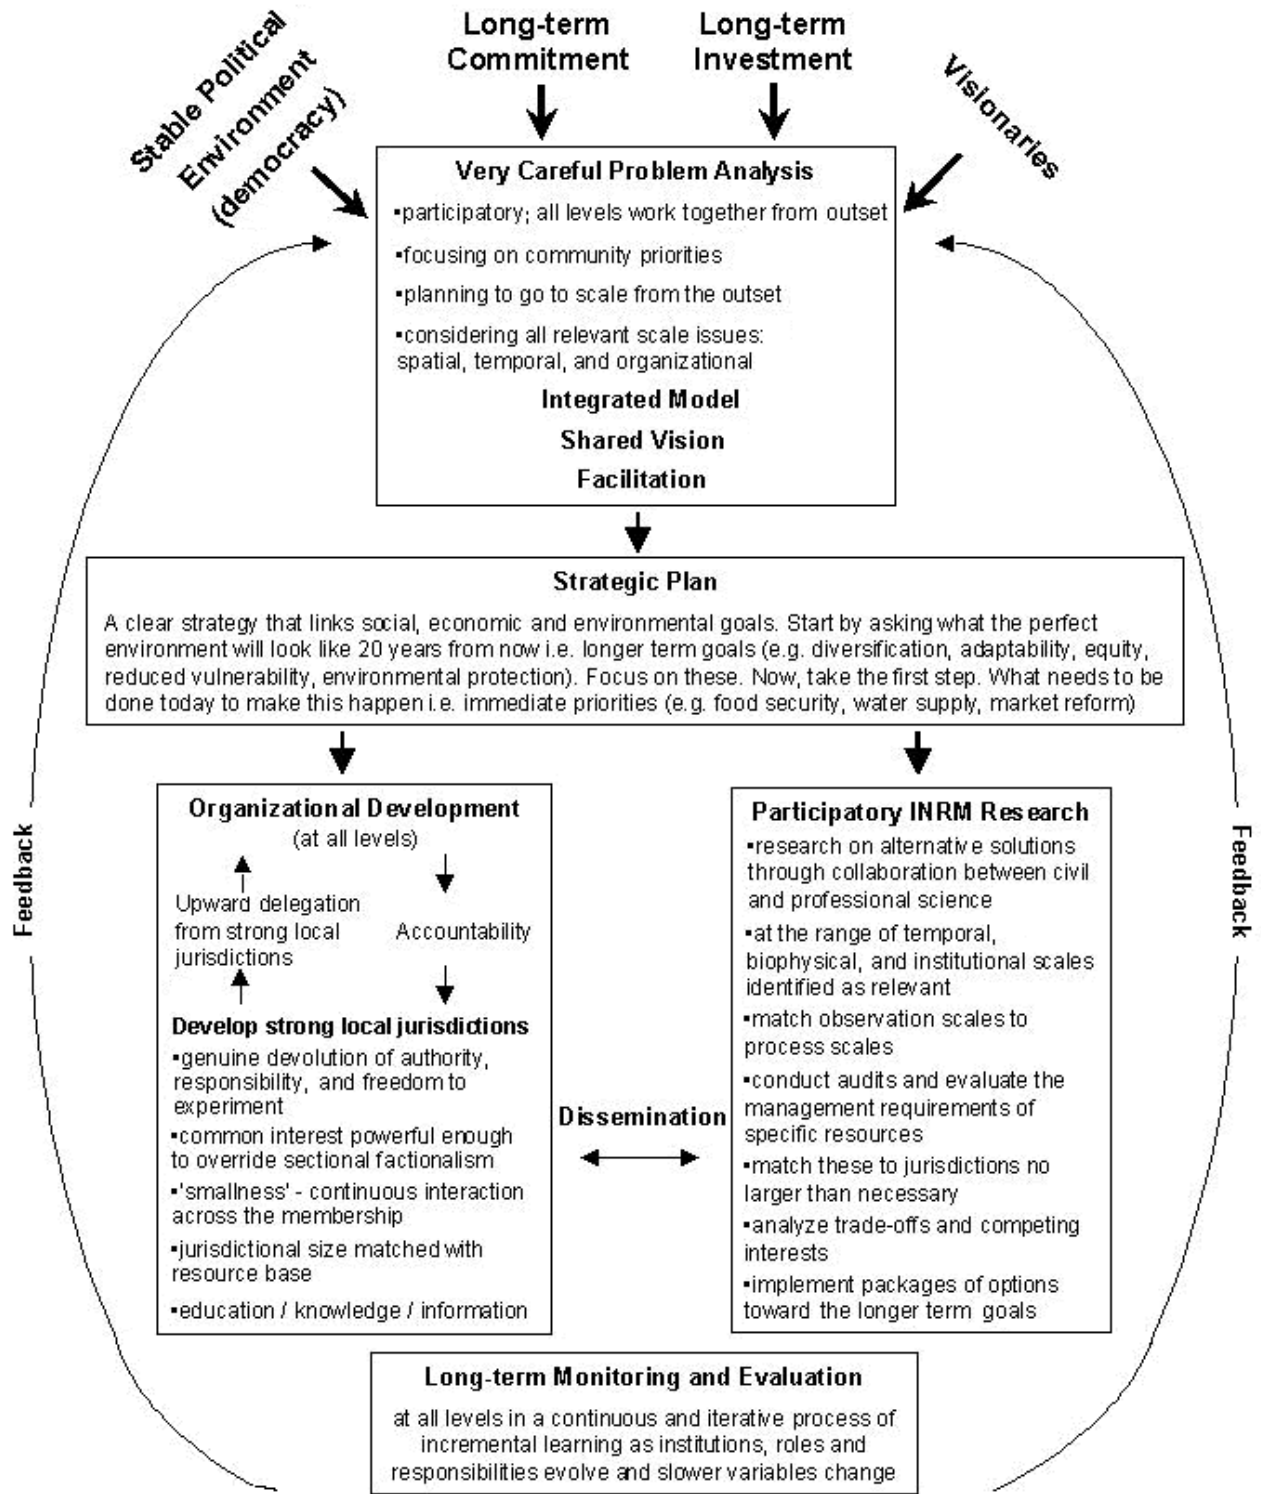 Stable Political
Environment
(democracy)
Long-term
Commitment
Long-term
Investment
Visionaries
Very Careful Problem Analysis
▪participatory; all levels work together from outset
▪focusing on community priorities
▪planning to go to scale from the outset
▪considering all relevant scale issues:
spatial, temporal, and organizational
Integrated Model
Shared Vision
Facilitation
Strategic Plan
A clear strategy that links social, economic and environmental goals. Start by asking what the perfect
environment will look like 20 years from now i.e. longer term goals (e.g. diversification, adaptability, equity,
reduced vulnerability, environmental protection). Focus on these. Now, take the first step. What needs to be
done today to make this happen i.e. immediate priorities (e.g. food security, water supply, market reform)
Feedback
Organizational Development
(at all levels)
Upward delegation
from strong local
jurisdictions
Accountability
Develop strong local jurisdictions
▪genuine devolution of authority,
responsibility, and freedom to
experiment
▪common interest powerful enough
to override sectional factionalism
▪'smallness' - continuous interaction
across the membership
▪jurisdictional size matched with
resource base
▪education / knowledge / information
Dissemination
Participatory INRM Research
▪research on alternative solutions
through collaboration between civil
and professional science
▪at the range of temporal,
biophysical, and institutional scales
identified as relevant
▪match observation scales to
process scales
▪conduct audits and evaluate the
management requirements of
specific resources
▪match these to jurisdictions no
larger than necessary
▪analyze trade-offs and competing
interests
▪implement packages of options
toward the longer term goals
Feedback
Long-term Monitoring and Evaluation
at all levels in a continuous and iterative process of
incremental learning as institutions, roles and
responsibilities evolve and slower variables change